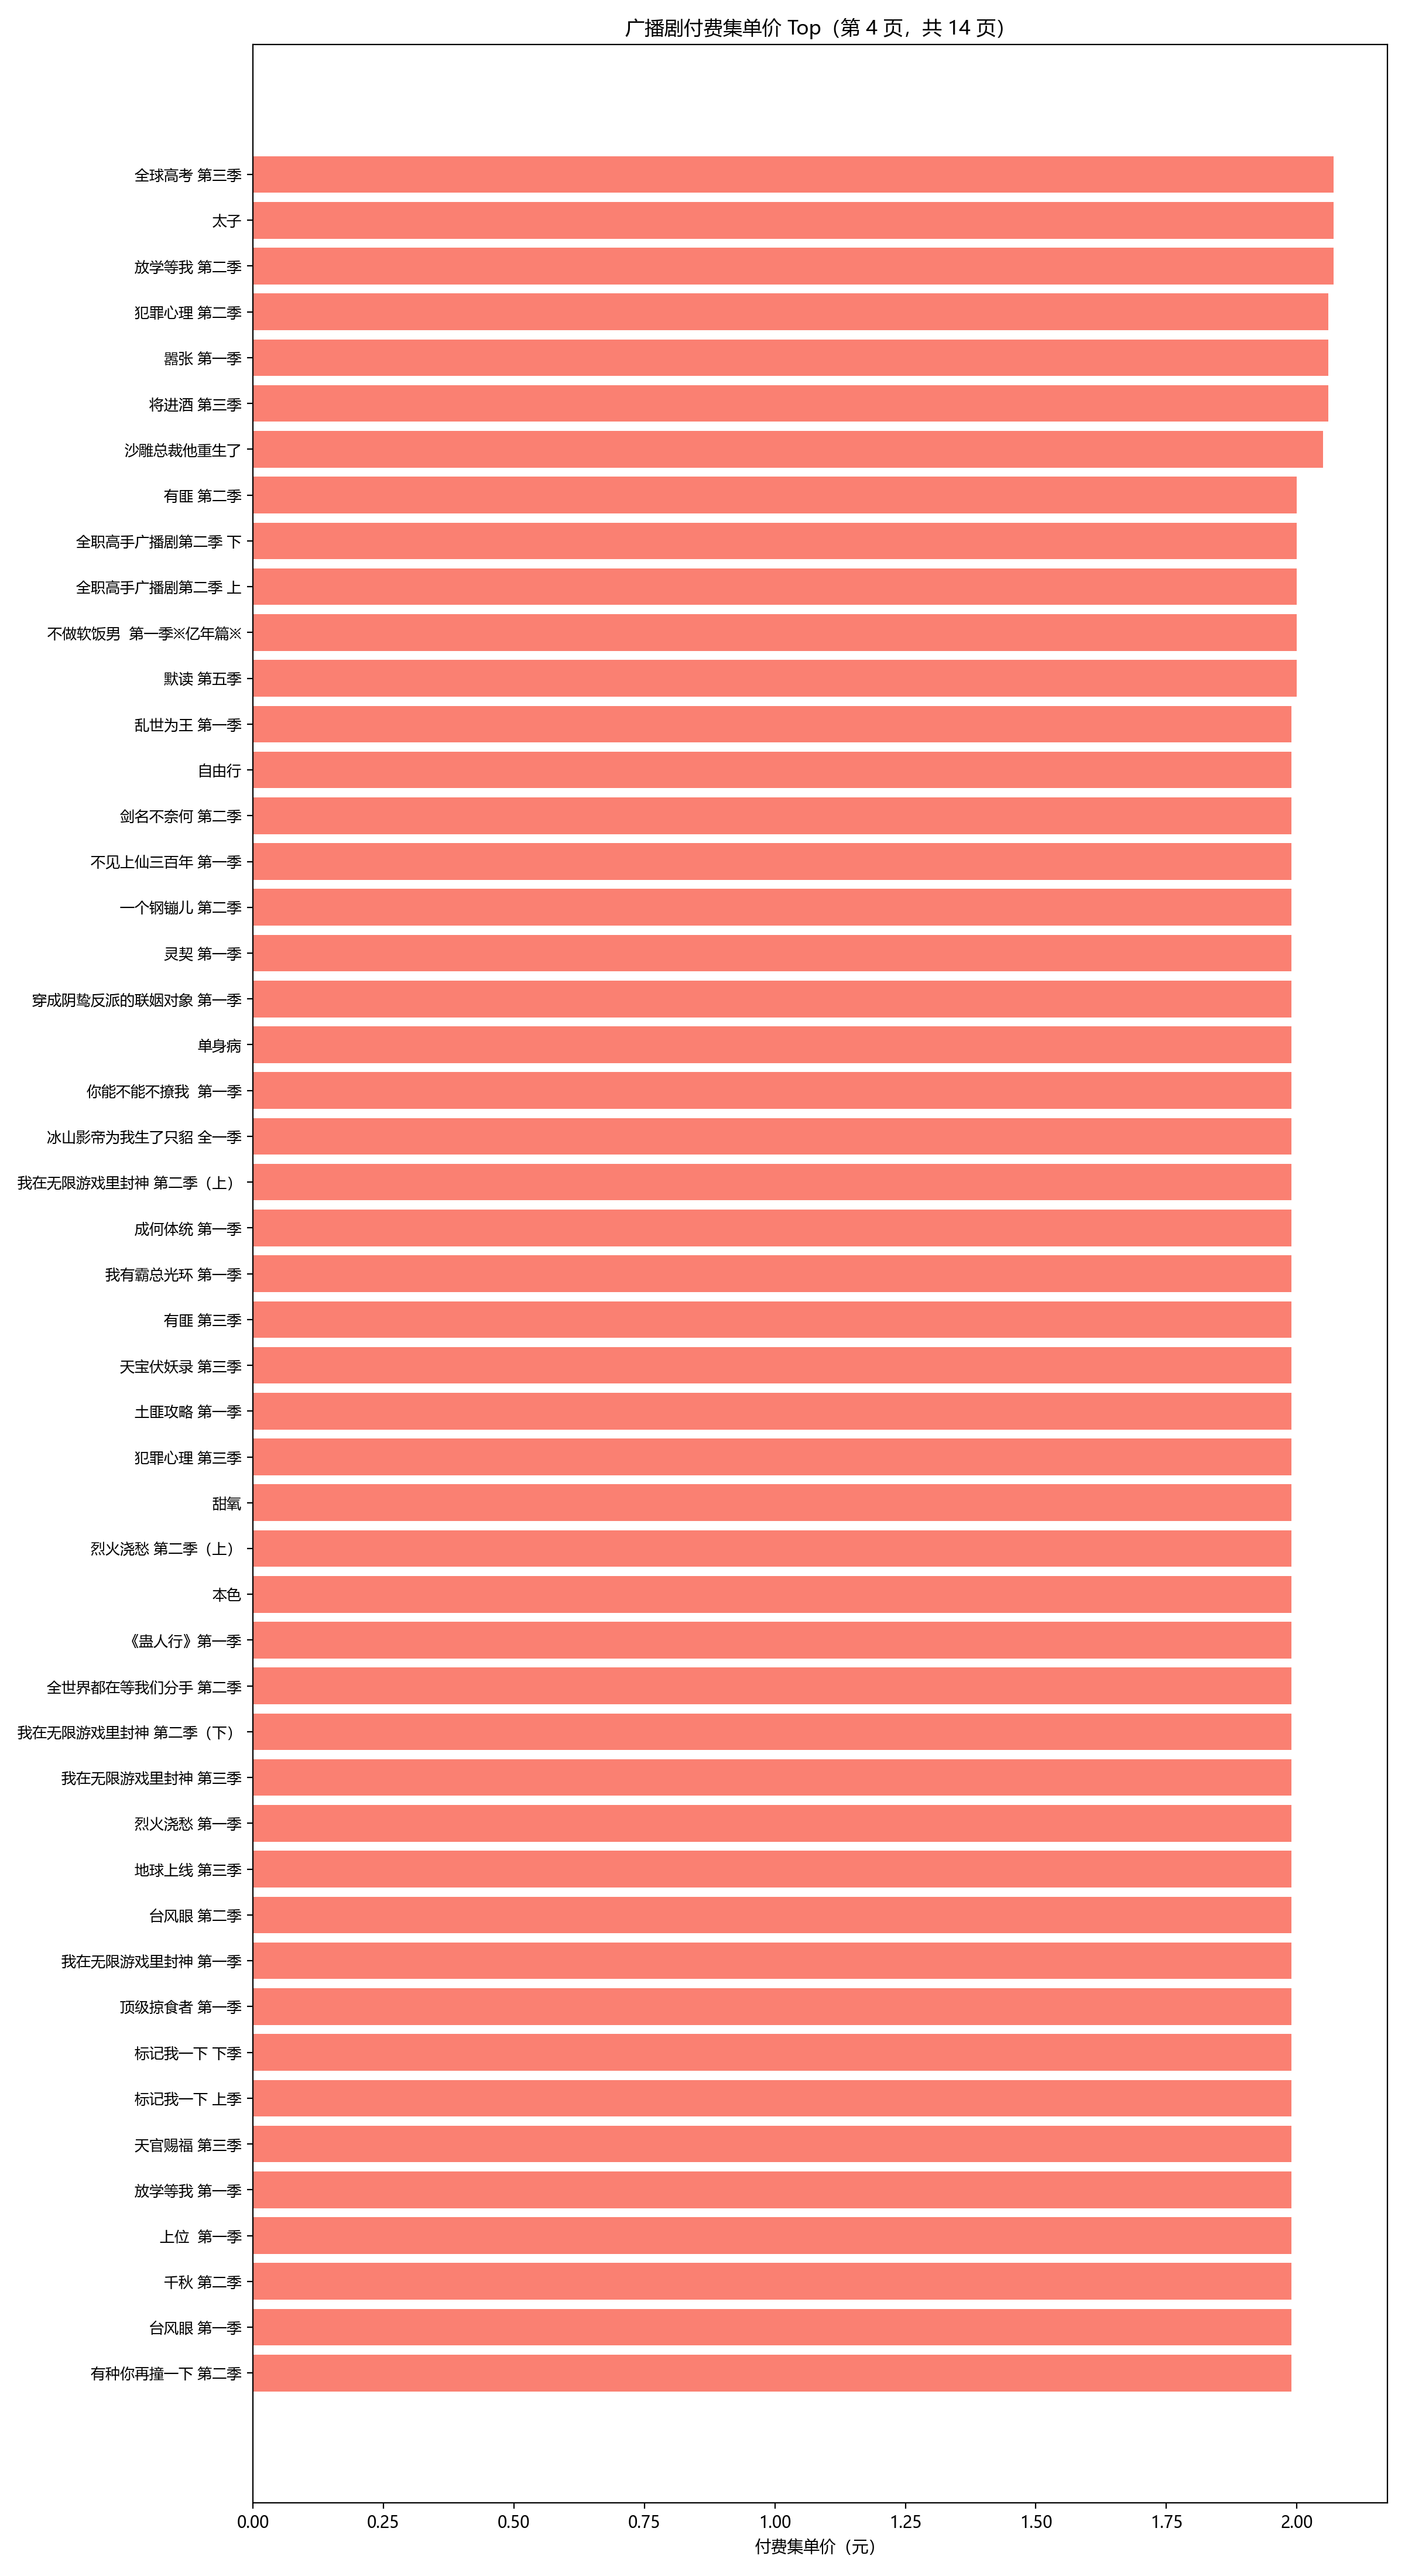 广播剧付费集单价 Top（第 4 页，共 14 页）
全球高考 第三季
太子
放学等我 第二季
犯罪心理 第二季
嚣张 第一季
将进酒 第三季
沙雕总裁他重生了
有匪 第二季
全职高手广播剧第二季 下
全职高手广播剧第二季 上
不做软饭男  第一季※亿年篇※
默读 第五季
乱世为王 第一季
自由行
剑名不奈何 第二季
不见上仙三百年 第一季
一个钢镚儿 第二季
灵契 第一季
穿成阴鸷反派的联姻对象 第一季
单身病
你能不能不撩我  第一季
冰山影帝为我生了只貂 全一季
我在无限游戏里封神 第二季（上）
成何体统 第一季
我有霸总光环 第一季
有匪 第三季
天宝伏妖录 第三季
土匪攻略 第一季
犯罪心理 第三季
甜氧
烈火浇愁 第二季（上）
本色
《蛊人行》第一季
全世界都在等我们分手 第二季
我在无限游戏里封神 第二季（下）
我在无限游戏里封神 第三季
烈火浇愁 第一季
地球上线 第三季
台风眼 第二季
我在无限游戏里封神 第一季
顶级掠食者 第一季
标记我一下 下季
标记我一下 上季
天官赐福 第三季
放学等我 第一季
上位  第一季
千秋 第二季
台风眼 第一季
有种你再撞一下 第二季
0.00 0.25 0.50 0.75 1.00 1.25 1.50 1.75 2.00
付费集单价（元）